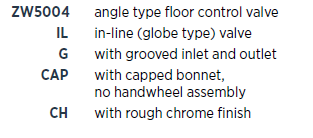 ZW5004 angle type floor control valve
IL in-line (globe type) valve
G with grooved inlet and outlet
CAP with capped bonnet,
no handwheel assembly
CH with rough chrome finish